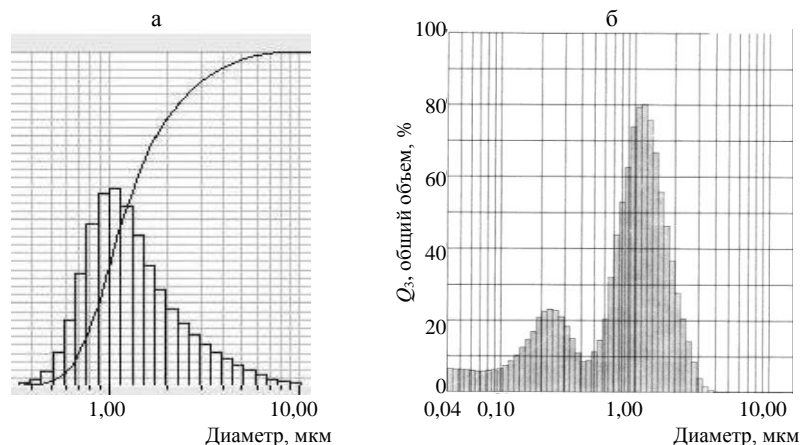 а
1,00 10,00
Диаметр, мкм
б
Q₃, общий объем, %
100
80
60
40
20
0
0,04 0,10 1,00 10,00
Диаметр, мкм